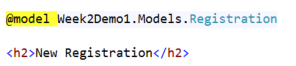 @model Week2Demo1.Models.Registration
<h2>New Registration</h2>